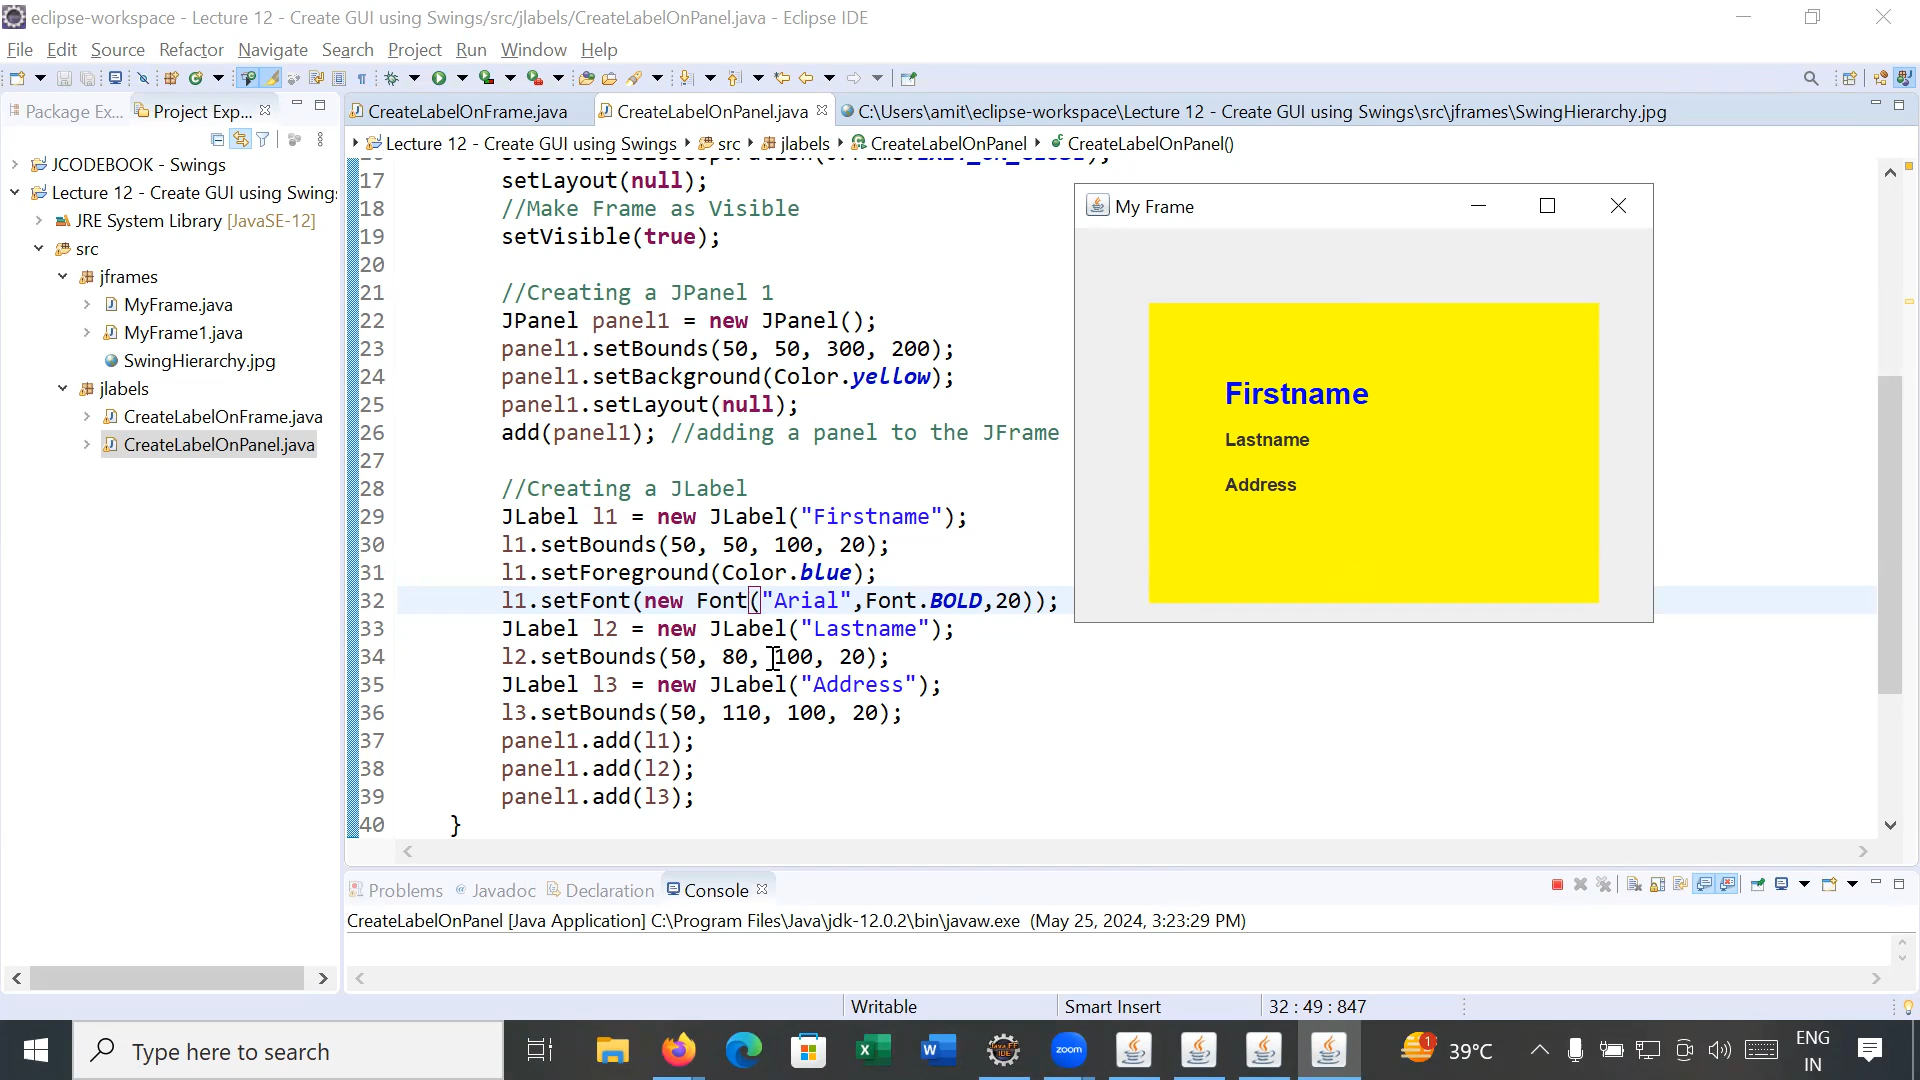 eclipse-workspace - Lecture 12 - Create GUI using Swings/src/jlabels/CreateLabelOnPanel.java - Eclipse IDE
File Edit Source Refactor Navigate Search Project Run Window Help
Package Ex... Project Exp...
CreateLabelOnFrame.java CreateLabelOnPanel.java C:\Users\amit\eclipse-workspace\Lecture 12 - Create GUI using Swings\src\jframes\SwingHierarchy.jpg
Lecture 12 - Create GUI using Swings src jlabels CreateLabelOnPanel CreateLabelOnPanel()
JCODEBOOK - Swings
Lecture 12 - Create GUI using Swing
JRE System Library [JavaSE-12]
src
jframes
MyFrame.java
MyFrame1.java
SwingHierarchy.jpg
jlabels
CreateLabelOnFrame.java
CreateLabelOnPanel.java
17 setLayout(null);
18 //Make Frame as Visible
19 setVisible(true);
20
21 //Creating a JPanel 1
22 JPanel panel1 = new JPanel();
23 panel1.setBounds(50, 50, 300, 200);
24 panel1.setBackground(Color.yellow);
25 panel1.setLayout(null);
26 add(panel1); //adding a panel to the JFrame
27
28 //Creating a JLabel
29 JLabel l1 = new JLabel("Firstname");
30 l1.setBounds(50, 50, 100, 20);
31 l1.setForeground(Color.blue);
32 l1.setFont(new Font("Arial",Font.BOLD,20));
33 JLabel l2 = new JLabel("Lastname");
34 l2.setBounds(50, 80, 100, 20);
35 JLabel l3 = new JLabel("Address");
36 l3.setBounds(50, 110, 100, 20);
37 panel1.add(l1);
38 panel1.add(l2);
39 panel1.add(l3);
40 }
My Frame
Firstname
Lastname
Address
Problems Javadoc Declaration Console
CreateLabelOnPanel [Java Application] C:\Program Files\Java\jdk-12.0.2\bin\javaw.exe (May 25, 2024, 3:23:29 PM)
Writable Smart Insert 32 : 49 : 847
Type here to search
zoom
1
39°C
ENG
IN